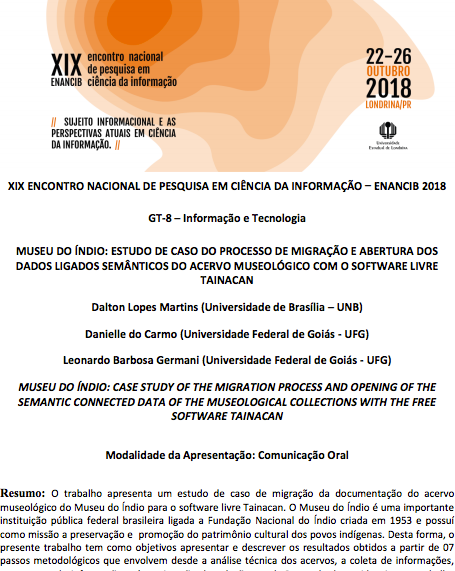 XIX
ENANCIB
encontro nacional
de pesquisa em
ciência da informação
// SUJEITO INFORMACIONAL E AS
PERSPECTIVAS ATUAIS EM CIÊNCIA
DA INFORMAÇÃO. //
22-26
OUTUBRO
2018
LONDRINA/PR
Universidade
Estadual de Londrina
XIX ENCONTRO NACIONAL DE PESQUISA EM CIÊNCIA DA INFORMAÇÃO – ENANCIB 2018
GT-8 – Informação e Tecnologia
MUSEU DO ÍNDIO: ESTUDO DE CASO DO PROCESSO DE MIGRAÇÃO E ABERTURA DOS
DADOS LIGADOS SEMÂNTICOS DO ACERVO MUSEOLÓGICO COM O SOFTWARE LIVRE
TAINACAN
Dalton Lopes Martins (Universidade de Brasília – UNB)
Danielle do Carmo (Universidade Federal de Goiás - UFG)
Leonardo Barbosa Germani (Universidade Federal de Goiás - UFG)
MUSEU DO ÍNDIO: CASE STUDY OF THE MIGRATION PROCESS AND OPENING OF THE
SEMANTIC CONNECTED DATA OF THE MUSEOLOGICAL COLLECTIONS WITH THE FREE
SOFTWARE TAINACAN
Modalidade da Apresentação: Comunicação Oral
Resumo: O trabalho apresenta um estudo de caso de migração da documentação do acervo
museológico do Museu do Índio para o software livre Tainacan. O Museu do Índio é uma importante
instituição pública federal brasileira ligada a Fundação Nacional do Índio criada em 1953 e possuí
como missão a preservação e promoção do patrimônio cultural dos povos indígenas. Desta forma, o
presente trabalho tem como objetivos apresentar e descrever os resultados obtidos a partir de 07
passos metodológicos que envolvem desde a análise técnica dos acervos, a coleta de informações,